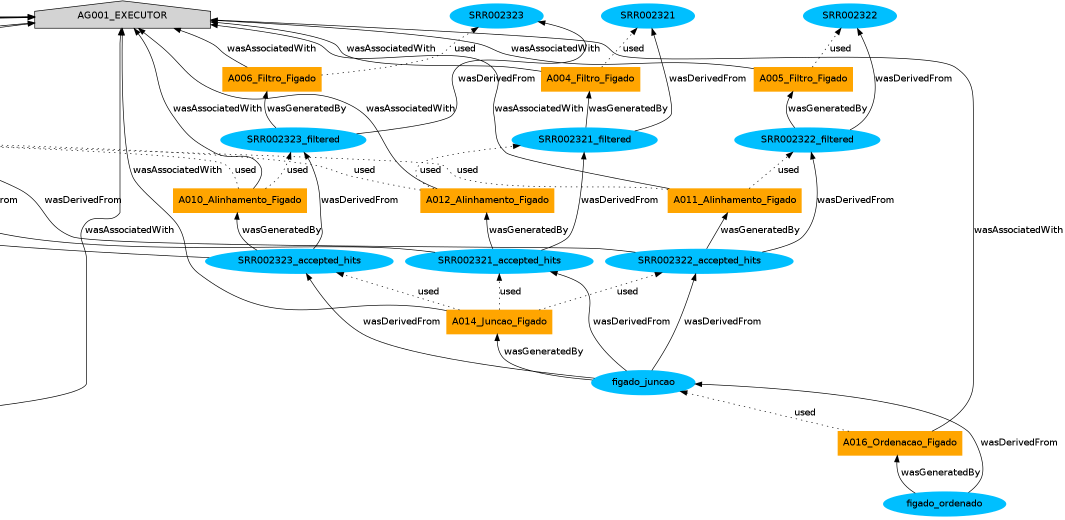 AG001_EXECUTOR
SRR002323
SRR002321
SRR002322
wasAssociatedWith
used
wasAssociatedWith
wasAssociatedWith
used
used
A006_Filtro_Figado
wasDerivedFrom
A004_Filtro_Figado
wasDerivedFrom
A005_Filtro_Figado
wasDerivedFrom
wasAssociatedWith
wasGeneratedBy
wasAssociatedWith
wasAssociatedWith
wasGeneratedBy
wasGeneratedBy
SRR002323_filtered
SRR002321_filtered
SRR002322_filtered
wasAssociatedWith
used
used
used
used
used
used
rom
wasDerivedFrom
A010_Alinhamento_Figado
wasDerivedFrom
A012_Alinhamento_Figado
wasDerivedFrom
A011_Alinhamento_Figado
wasDerivedFrom
wasAssociatedWith
wasGeneratedBy
wasGeneratedBy
wasGeneratedBy
wasAssociatedWith
SRR002323_accepted_hits
SRR002321_accepted_hits
SRR002322_accepted_hits
used
used
used
A014_Juncao_Figado
wasDerivedFrom
wasDerivedFrom
wasDerivedFrom
wasGeneratedBy
figado_juncao
used
A016_Ordenacao_Figado
wasDerivedFrom
wasGeneratedBy
figado_ordenado